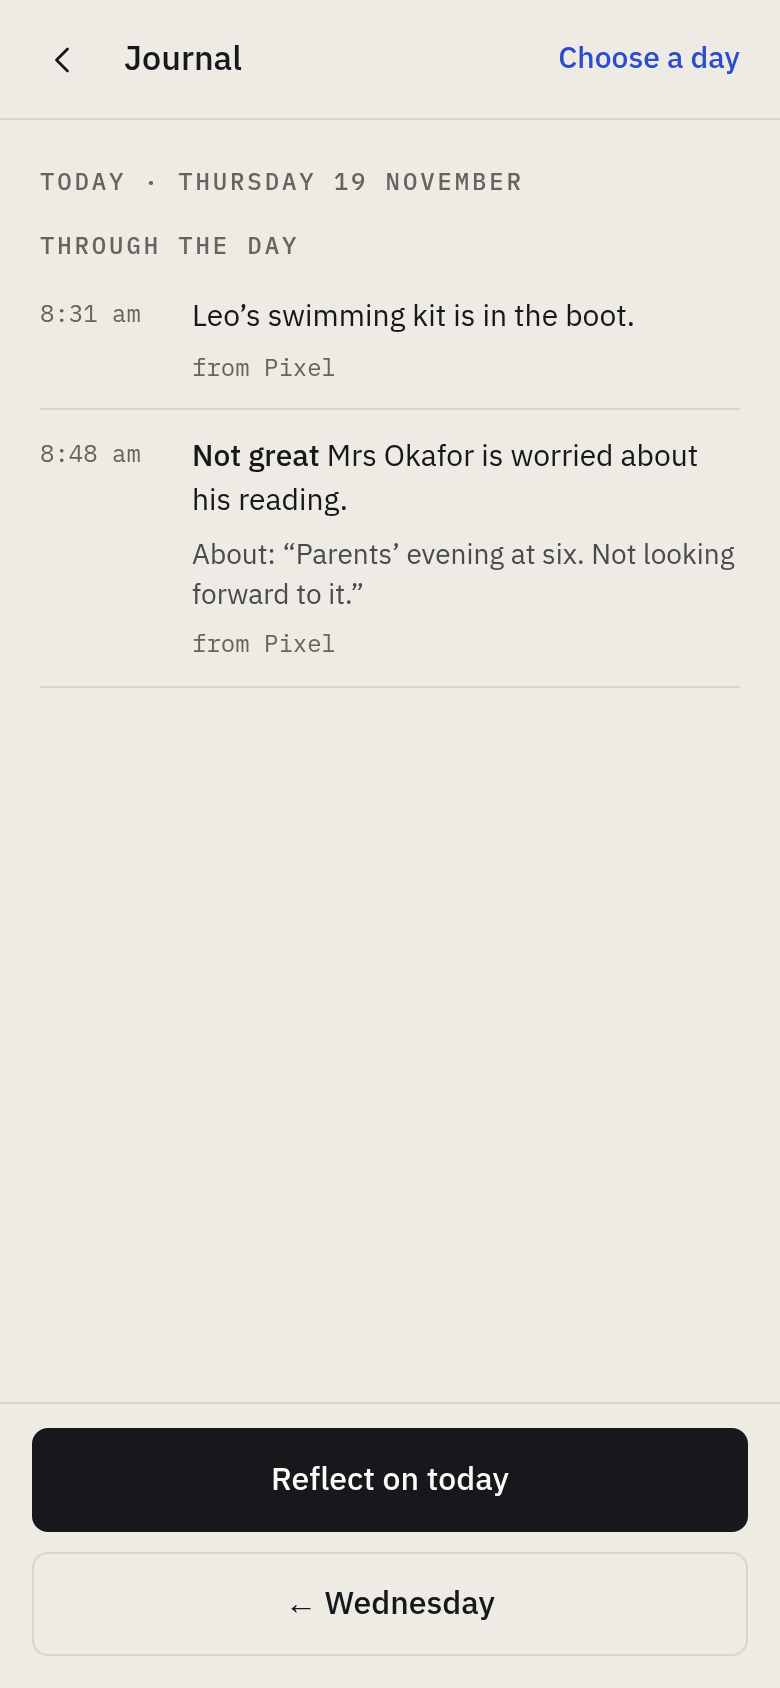 Journal
Choose a day
TODAY · THURSDAY 19 NOVEMBER
THROUGH THE DAY
8:31 am
Leo’s swimming kit is in the boot.
from Pixel
8:48 am
Not great Mrs Okafor is worried about
his reading.
About: “Parents’ evening at six. Not looking
forward to it.”
from Pixel
Reflect on today
← Wednesday